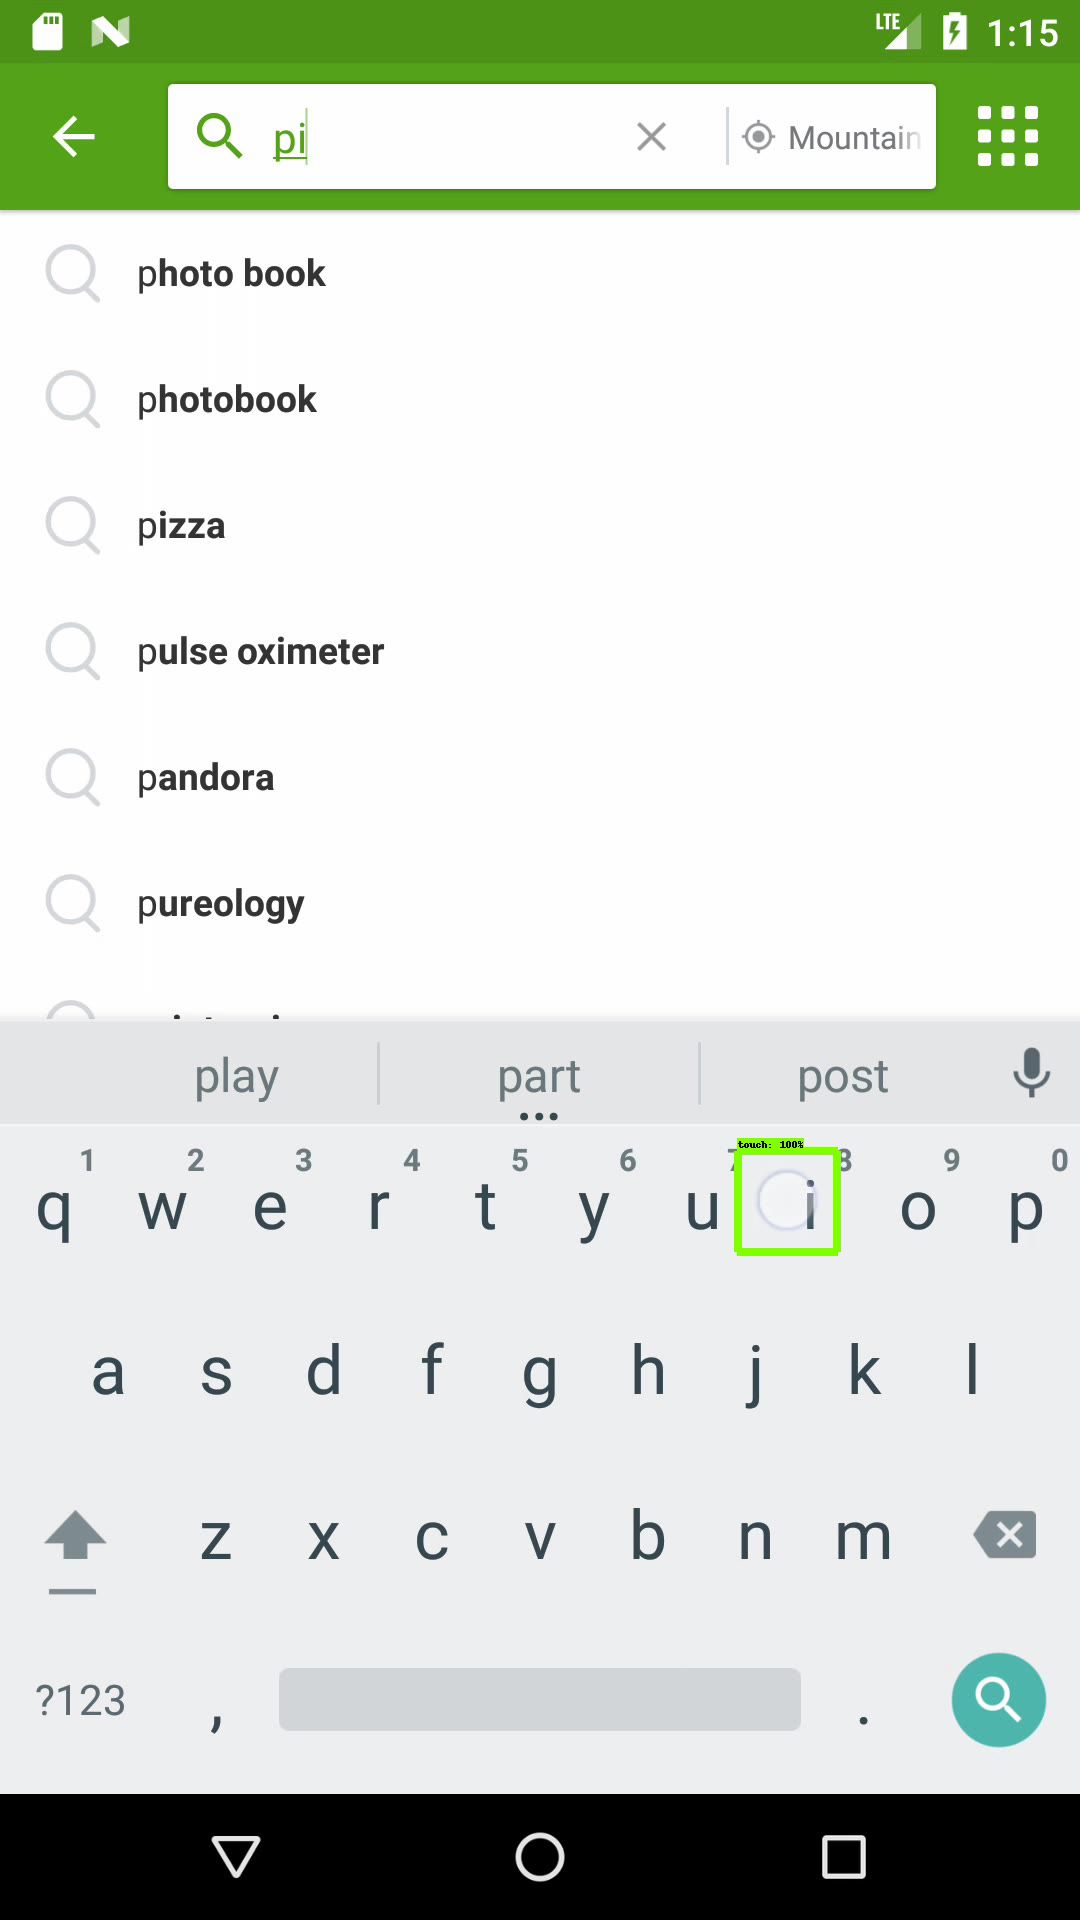 LTE 1:15
pi Mountain
photo book
photobook
pizza
pulse oximeter
pandora
pureology
play part post
touch: 100%
1 2 3 4 5 6 7 8 9 0
q w e r t y u i o p
a s d f g h j k l
z x c v b n m
?123 , .